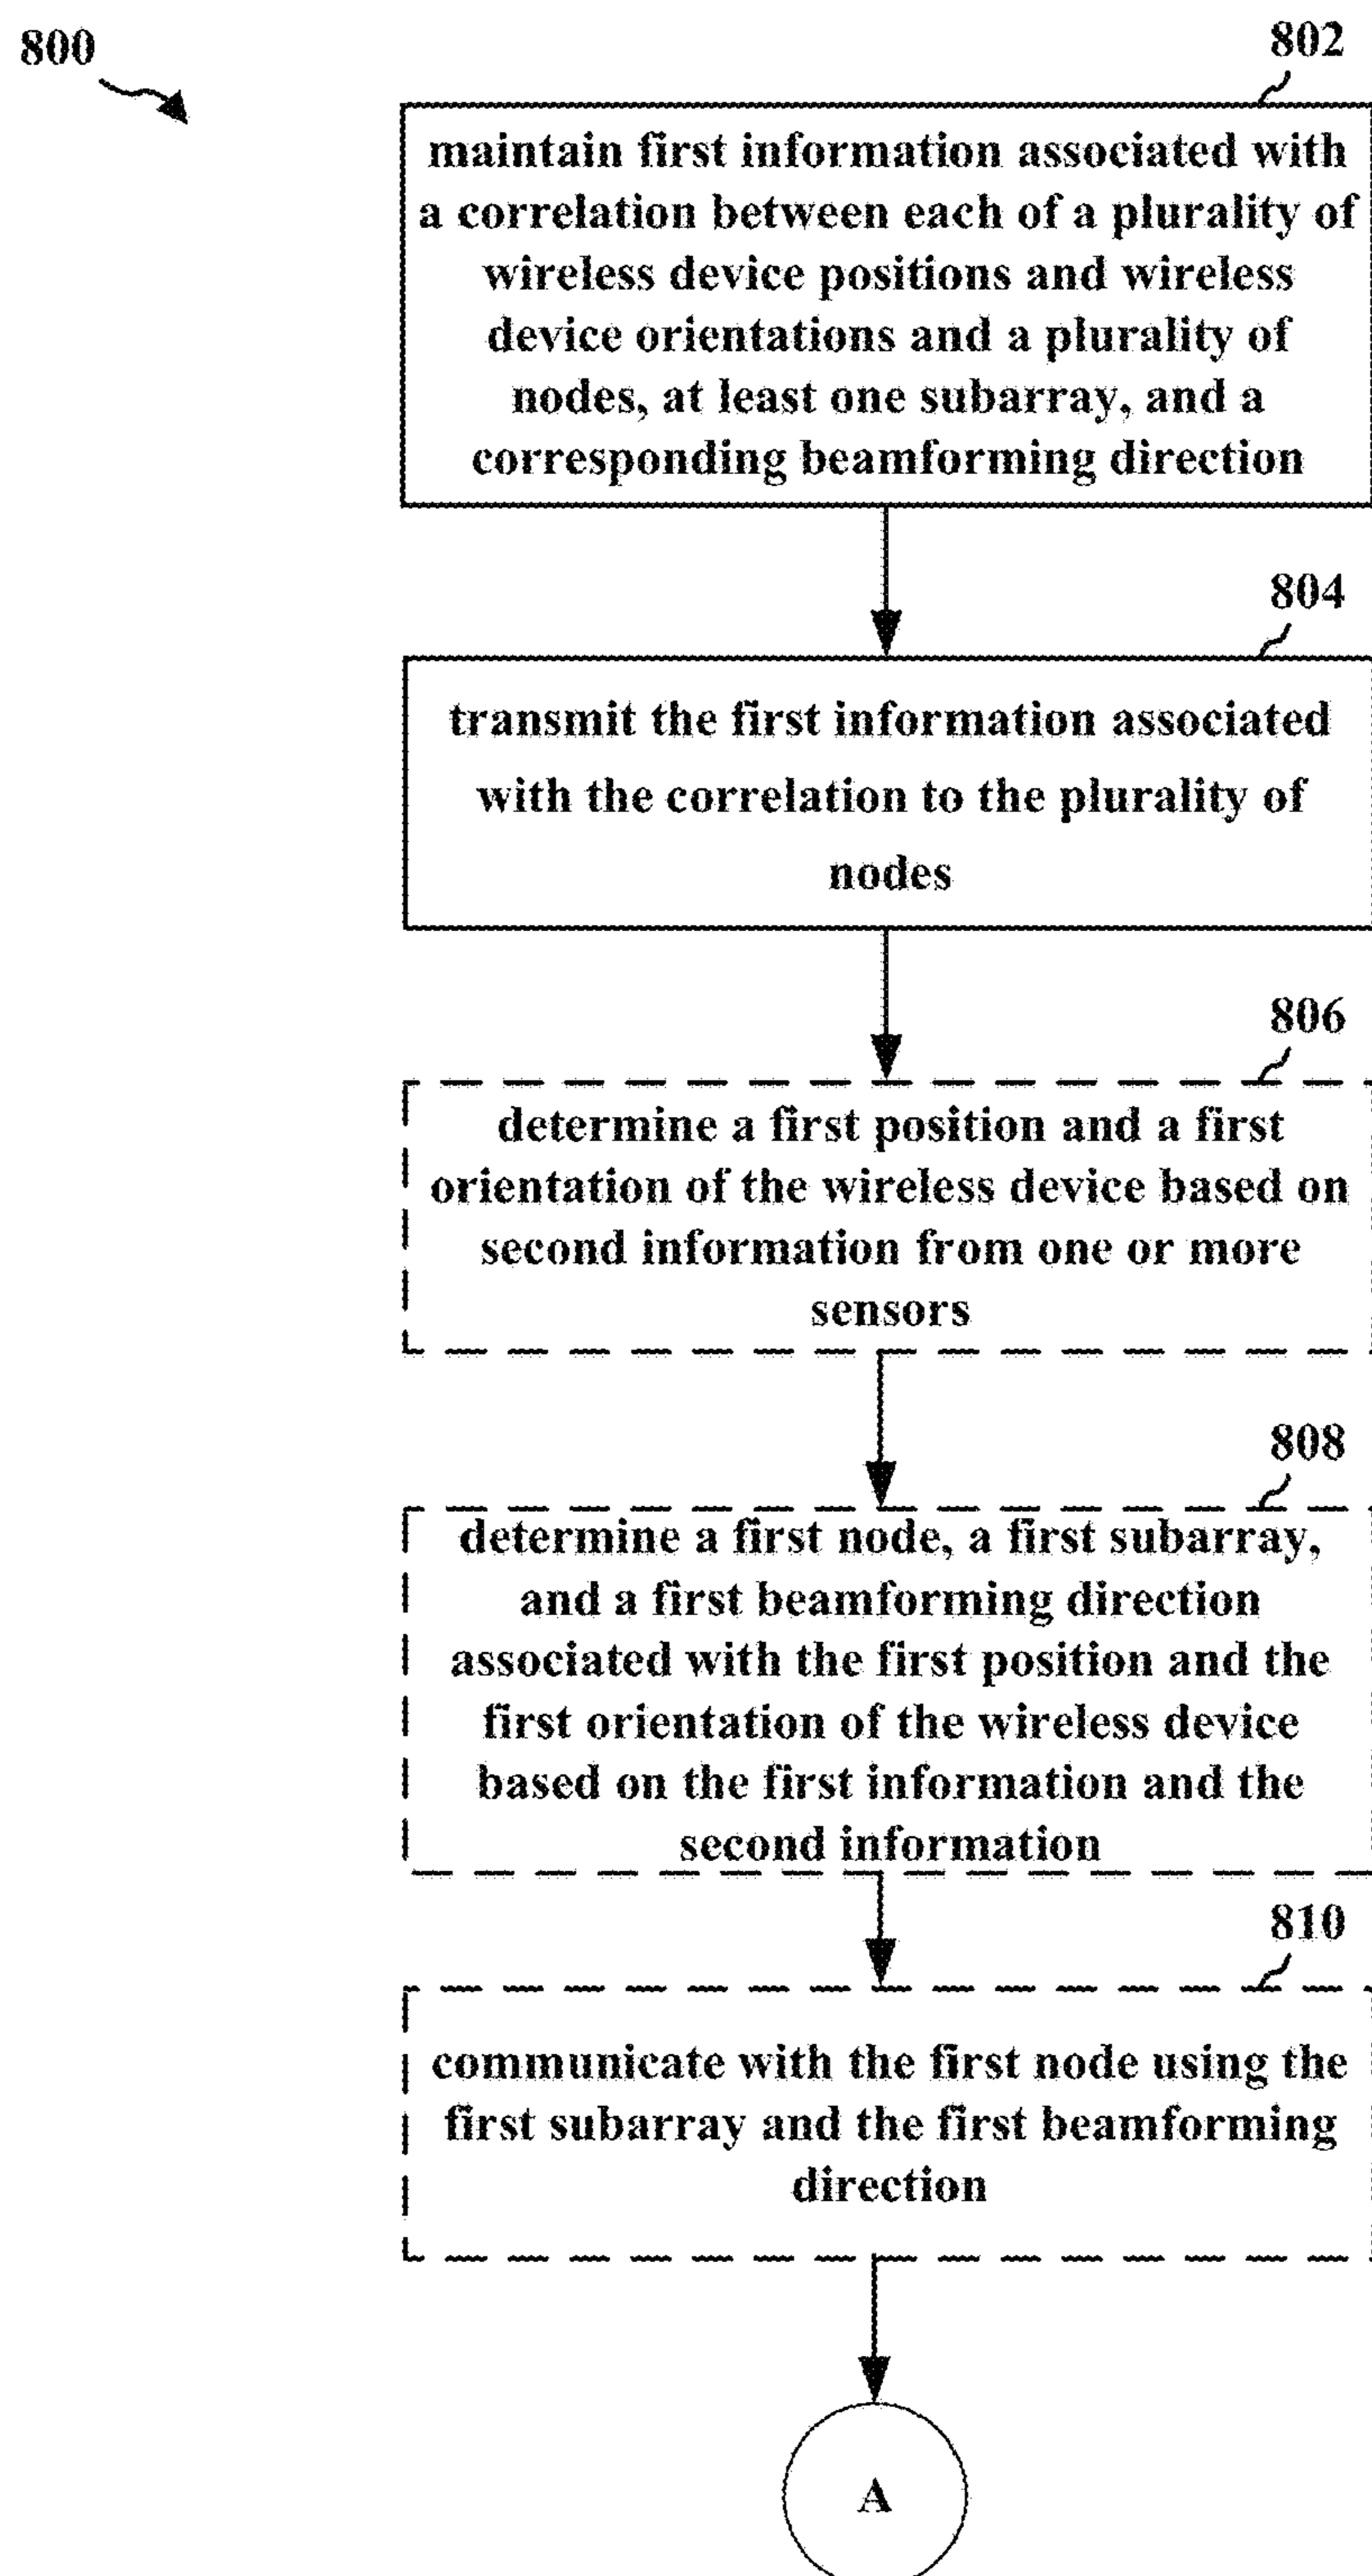 800
802
maintain first information associated with
a correlation between each of a plurality of
wireless device positions and wireless
device orientations and a plurality of
nodes, at least one subarray, and a
corresponding beamforming direction
804
transmit the first information associated
with the correlation to the plurality of
nodes
806
determine a first position and a first
orientation of the wireless device based on
second information from one or more
sensors
808
determine a first node, a first subarray,
and a first beamforming direction
associated with the first position and the
first orientation of the wireless device
based on the first information and the
second information
810
communicate with the first node using the
first subarray and the first beamforming
direction
A